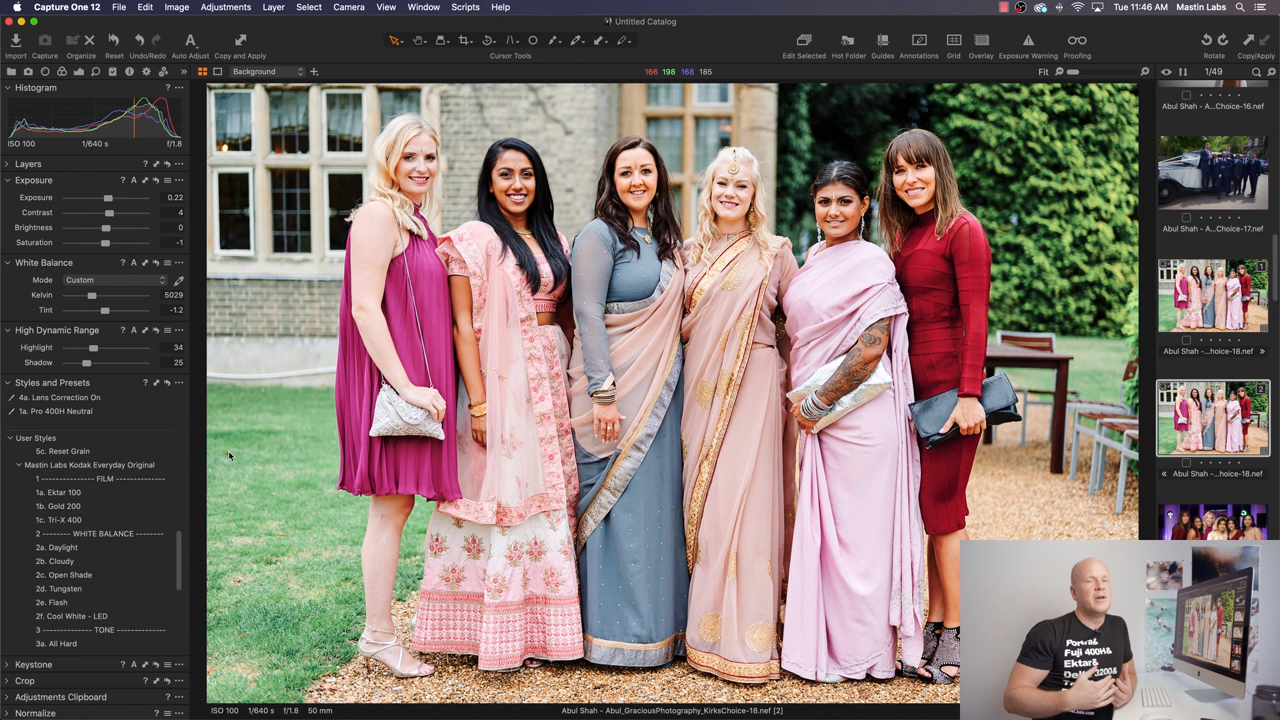 Capture One 12 File Edit Image Adjustments Layer Select Camera View Window Scripts Help
Tue 11:46 AM Mastin Labs
Untitled Catalog
Import Capture Organize Reset Undo/Redo Auto Adjust Copy and Apply
Cursor Tools
Edit Selected Hot Folder Guides Annotations Grid Overlay Exposure Warning Proofing
Rotate Copy/Apply
Background
166 198 168 185
Fit
1/49
Histogram
ISO 100 1/640 s f/1.8
Layers
Exposure
Exposure 0.22
Contrast 4
Brightness 0
Saturation -1
White Balance
Mode Custom
Kelvin 5029
Tint -1.2
High Dynamic Range
Highlight 34
Shadow 25
Styles and Presets
4a. Lens Correction On
1a. Pro 400H Neutral
User Styles
5c. Reset Grain
Mastin Labs Kodak Everyday Original
1 -------------- FILM --------------
1a. Ektar 100
1b. Gold 200
1c. Tri-X 400
2 -------- WHITE BALANCE --------
2a. Daylight
2b. Cloudy
2c. Open Shade
2d. Tungsten
2e. Flash
2f. Cool White - LED
3 -------------- TONE --------------
3a. All Hard
Keystone
Crop
Adjustments Clipboard
Normalize
ISO 100 1/640 s f/1.8 50 mm
Abul Shah - Abul_GraciousPhotography_KirksChoice-18.nef [2]
Abul Shah - A...Choice-16.nef
Abul Shah - A...Choice-17.nef
1
Abul Shah -...hoice-18.nef »
2
« Abul Shah -...hoice-18.nef
Portra&
Fuji 400H&
Ektar&